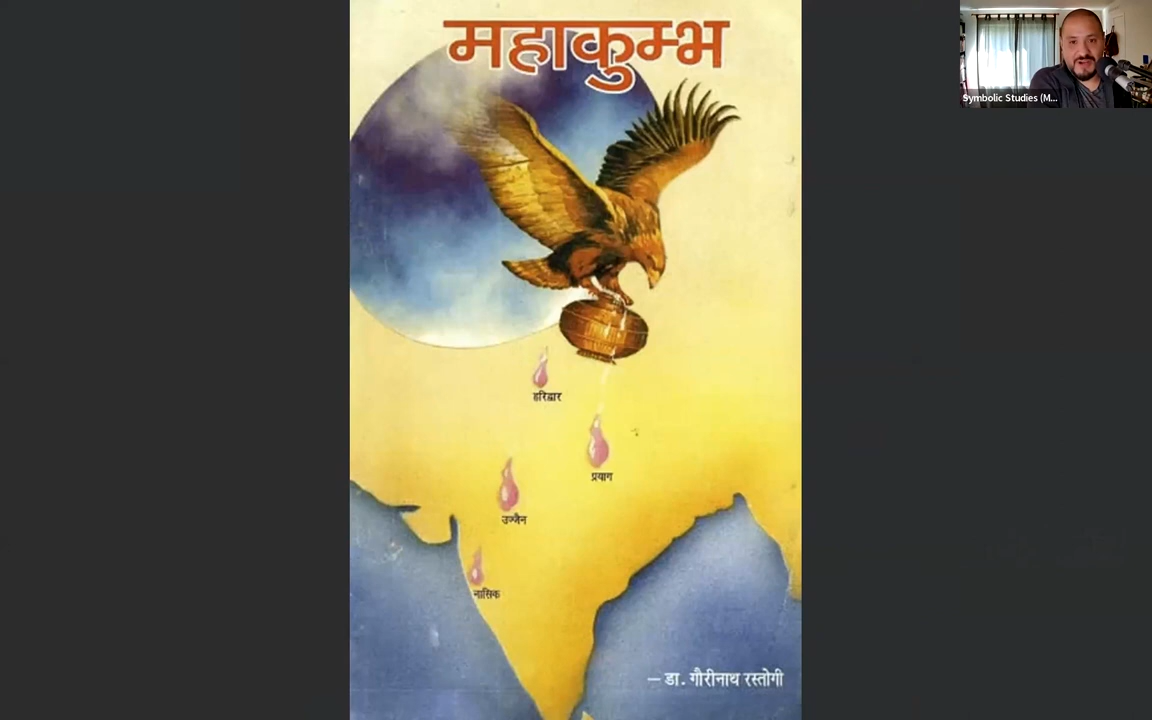 महाकुम्भ
Symbolic Studies (M...
हरिद्वार
प्रयाग
उज्जैन
नासिक
— डा. गौरीनाथ रस्तोगी